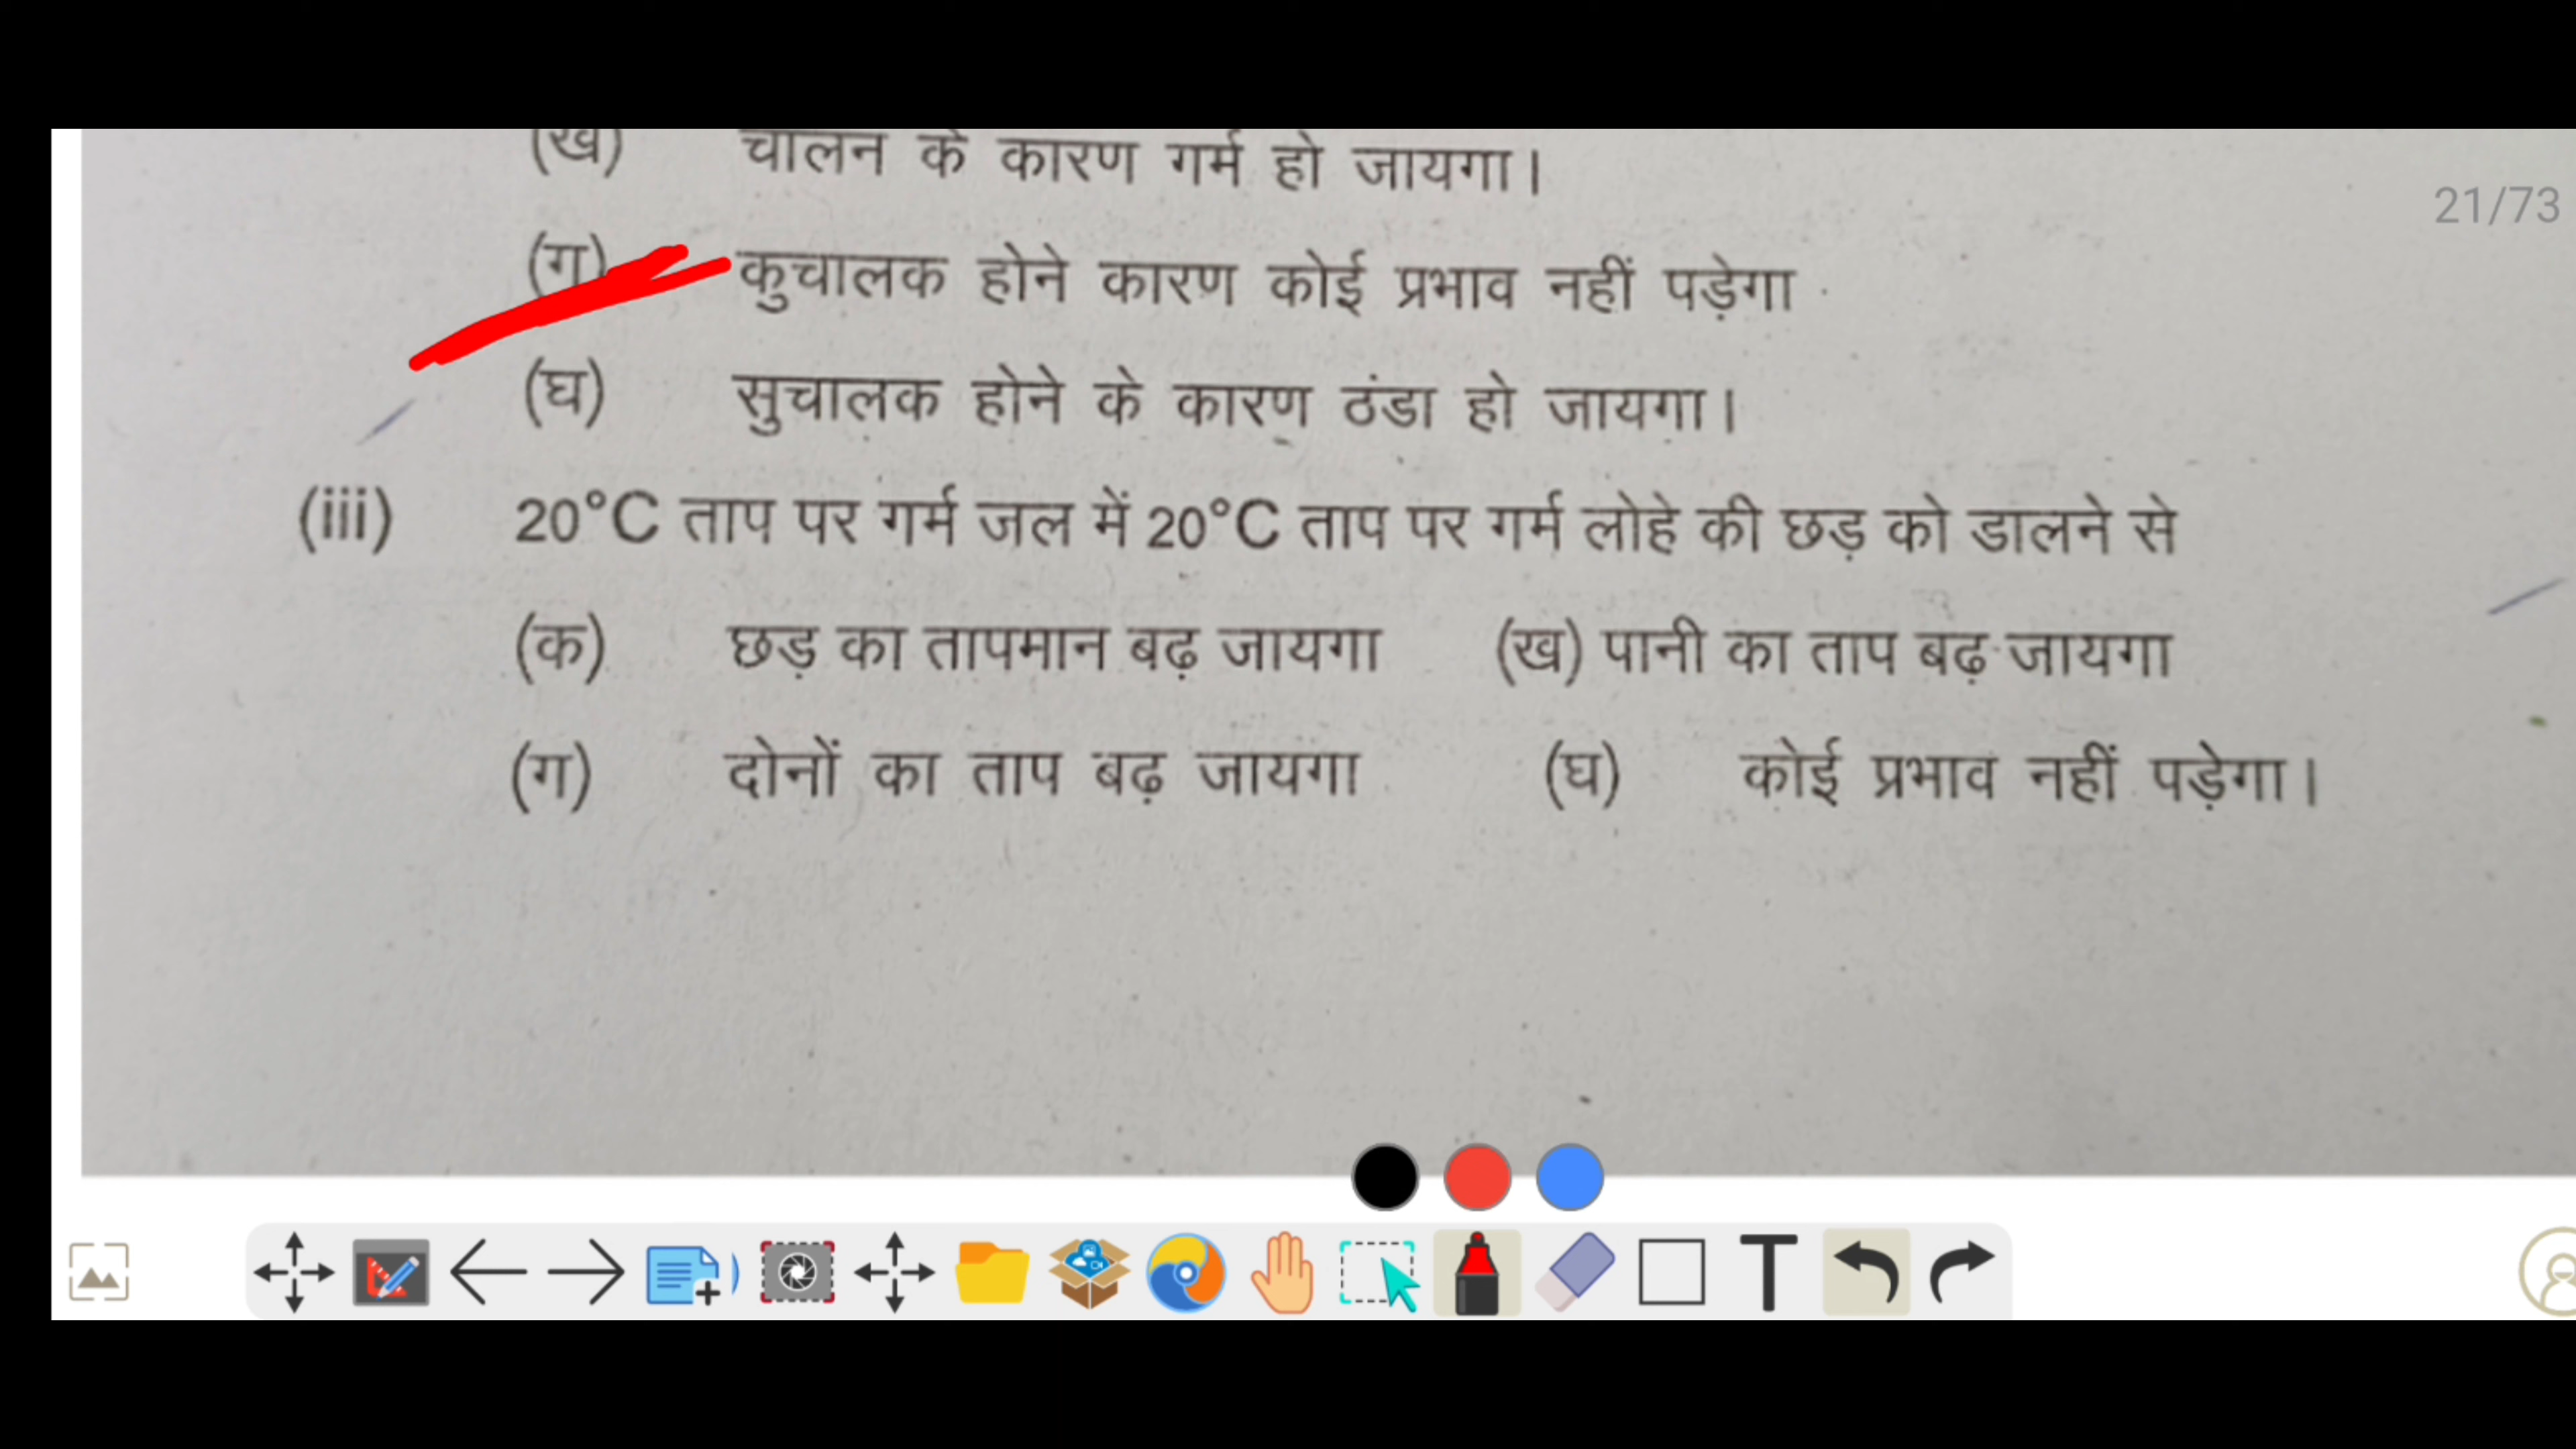 (ख) चालन के कारण गर्म हो जायगा।
21/73
(ग) कुचालक होने कारण कोई प्रभाव नहीं पड़ेगा
(घ) सुचालक होने के कारण ठंडा हो जायगा।
(iii) 20°C ताप पर गर्म जल में 20°C ताप पर गर्म लोहे की छड़ को डालने से
(क) छड़ का तापमान बढ़ जायगा (ख) पानी का ताप बढ़ जायगा
(ग) दोनों का ताप बढ़ जायगा (घ) कोई प्रभाव नहीं पड़ेगा।
T